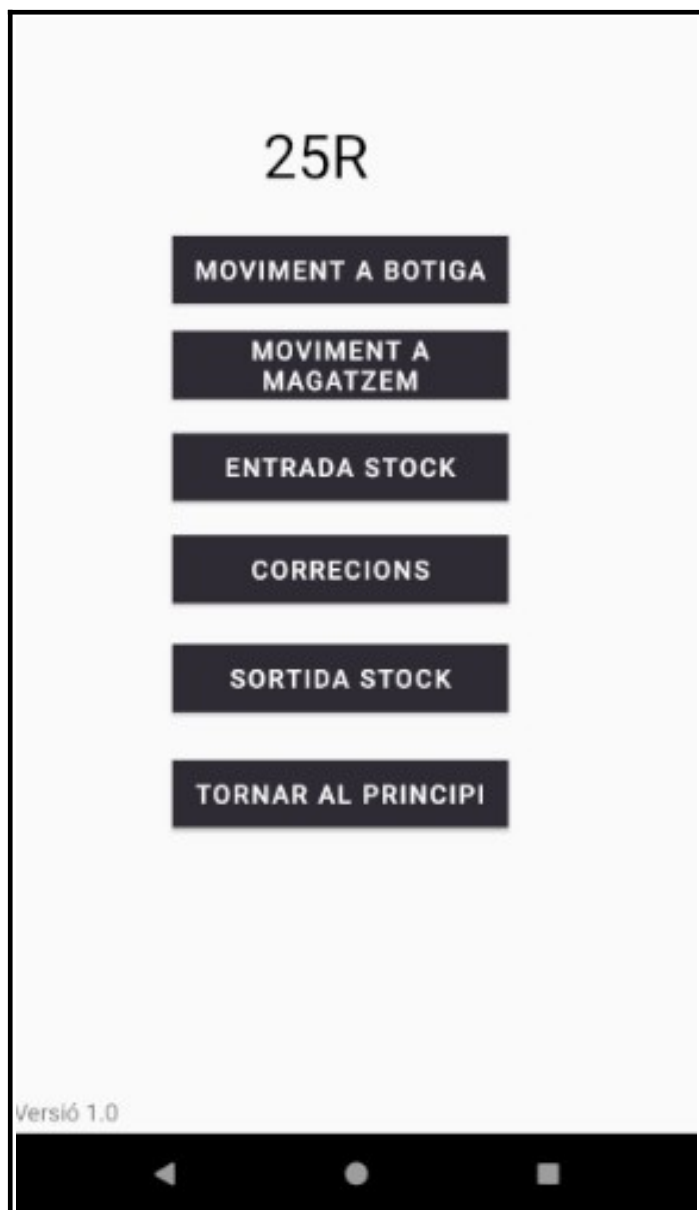 25R
MOVIMENT A BOTIGA
MOVIMENT A
MAGATZEM
ENTRADA STOCK
CORRECIONS
SORTIDA STOCK
TORNAR AL PRINCIPI
Versió 1.0